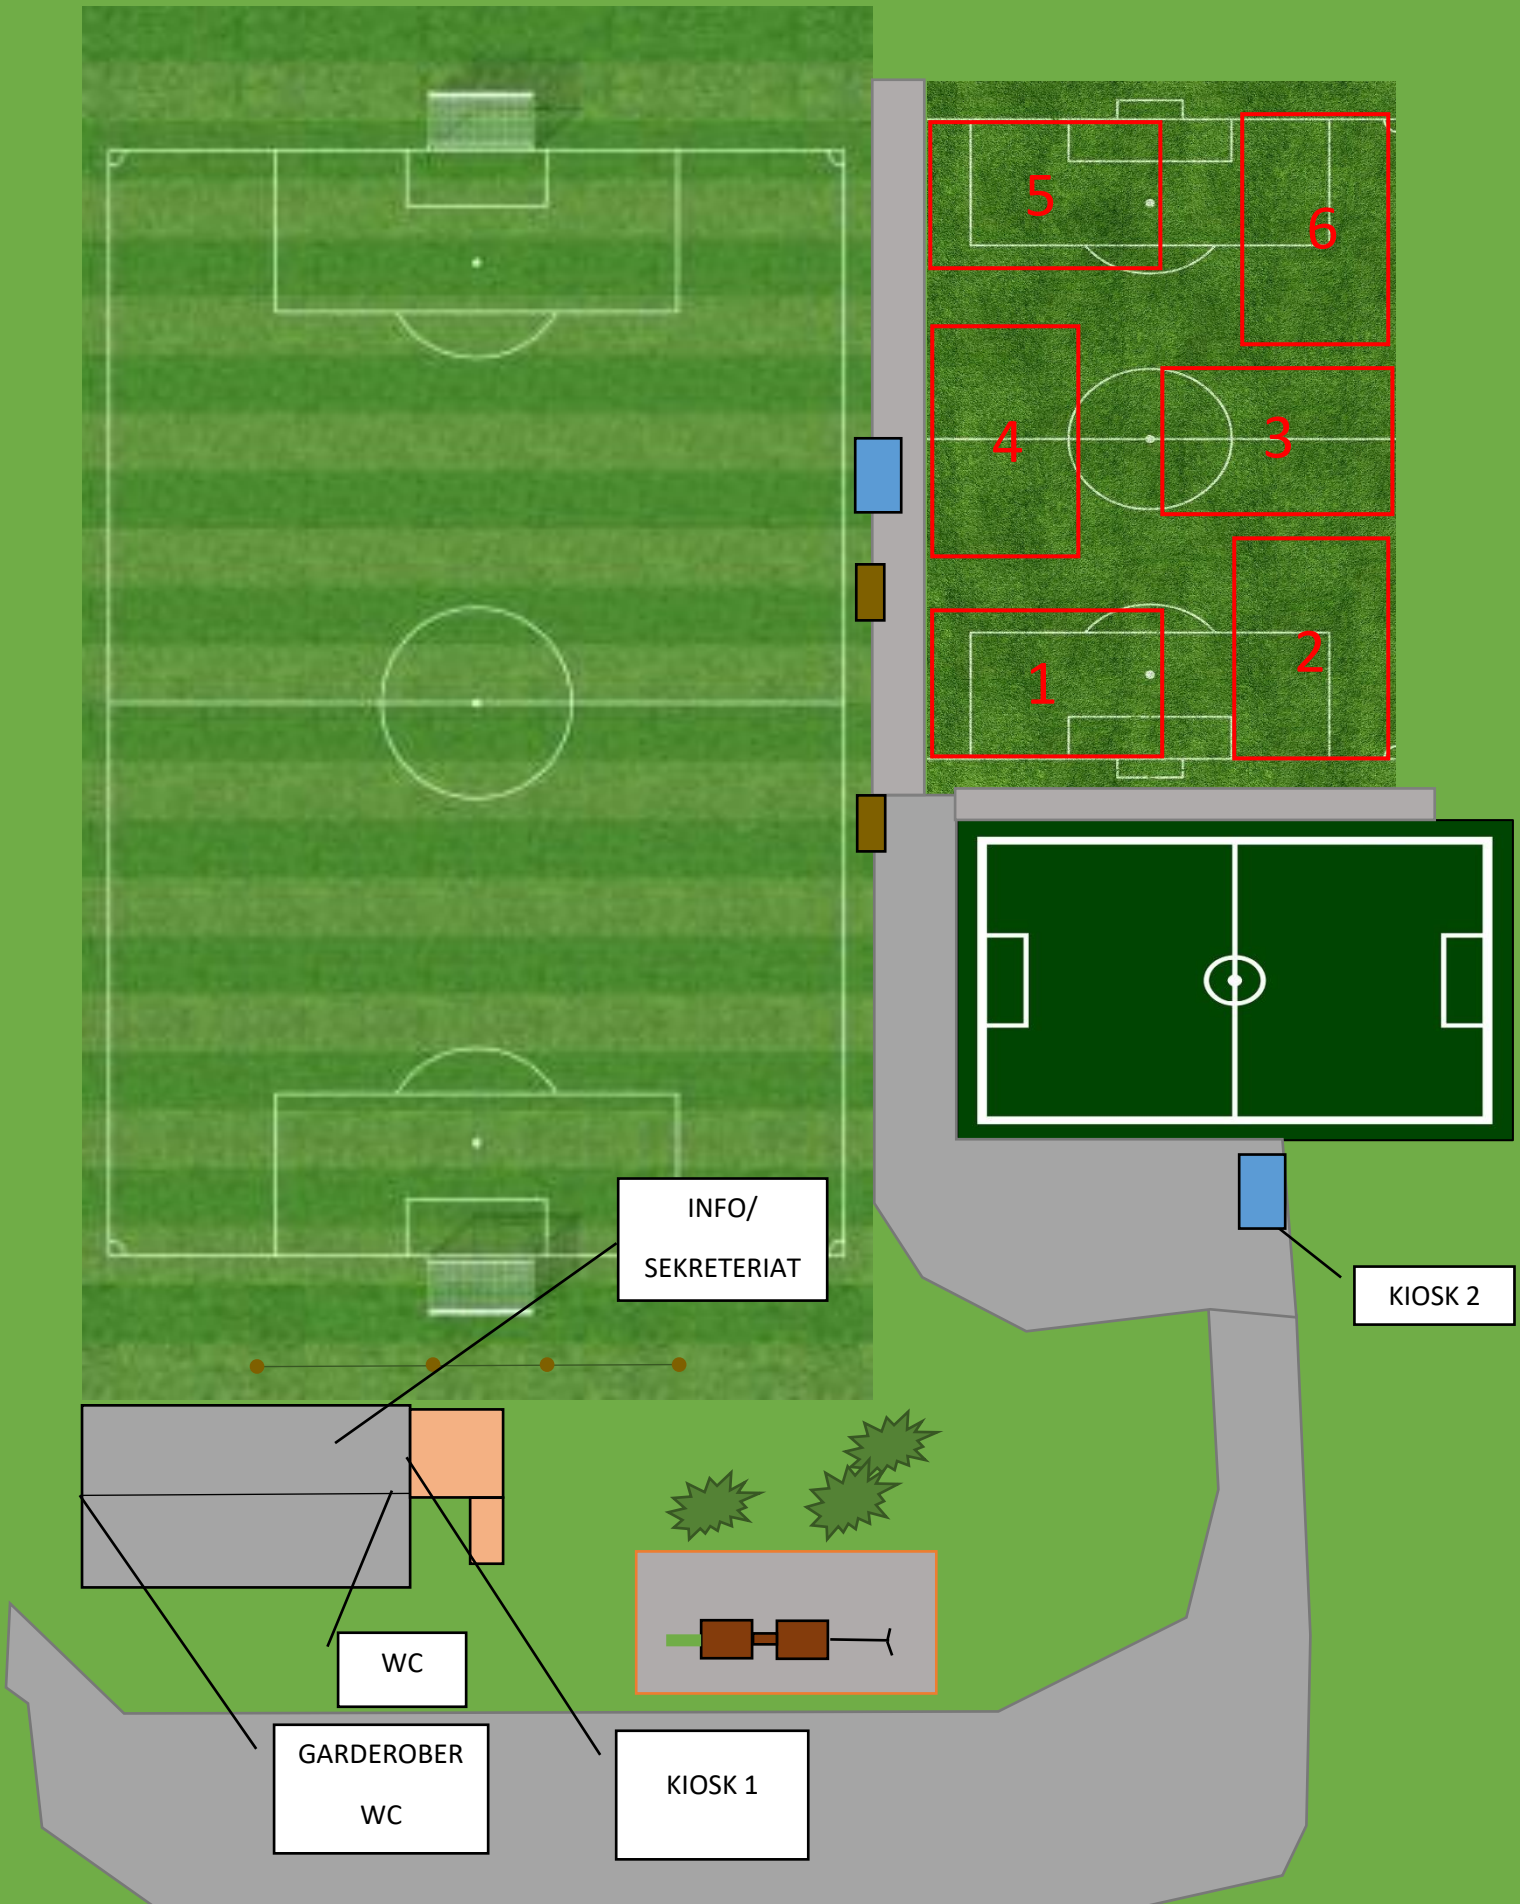 5
6
4
3
2
1
INFO/
SEKRETERIAT
KIOSK 2
WC
GARDEROBER
WC
KIOSK 1